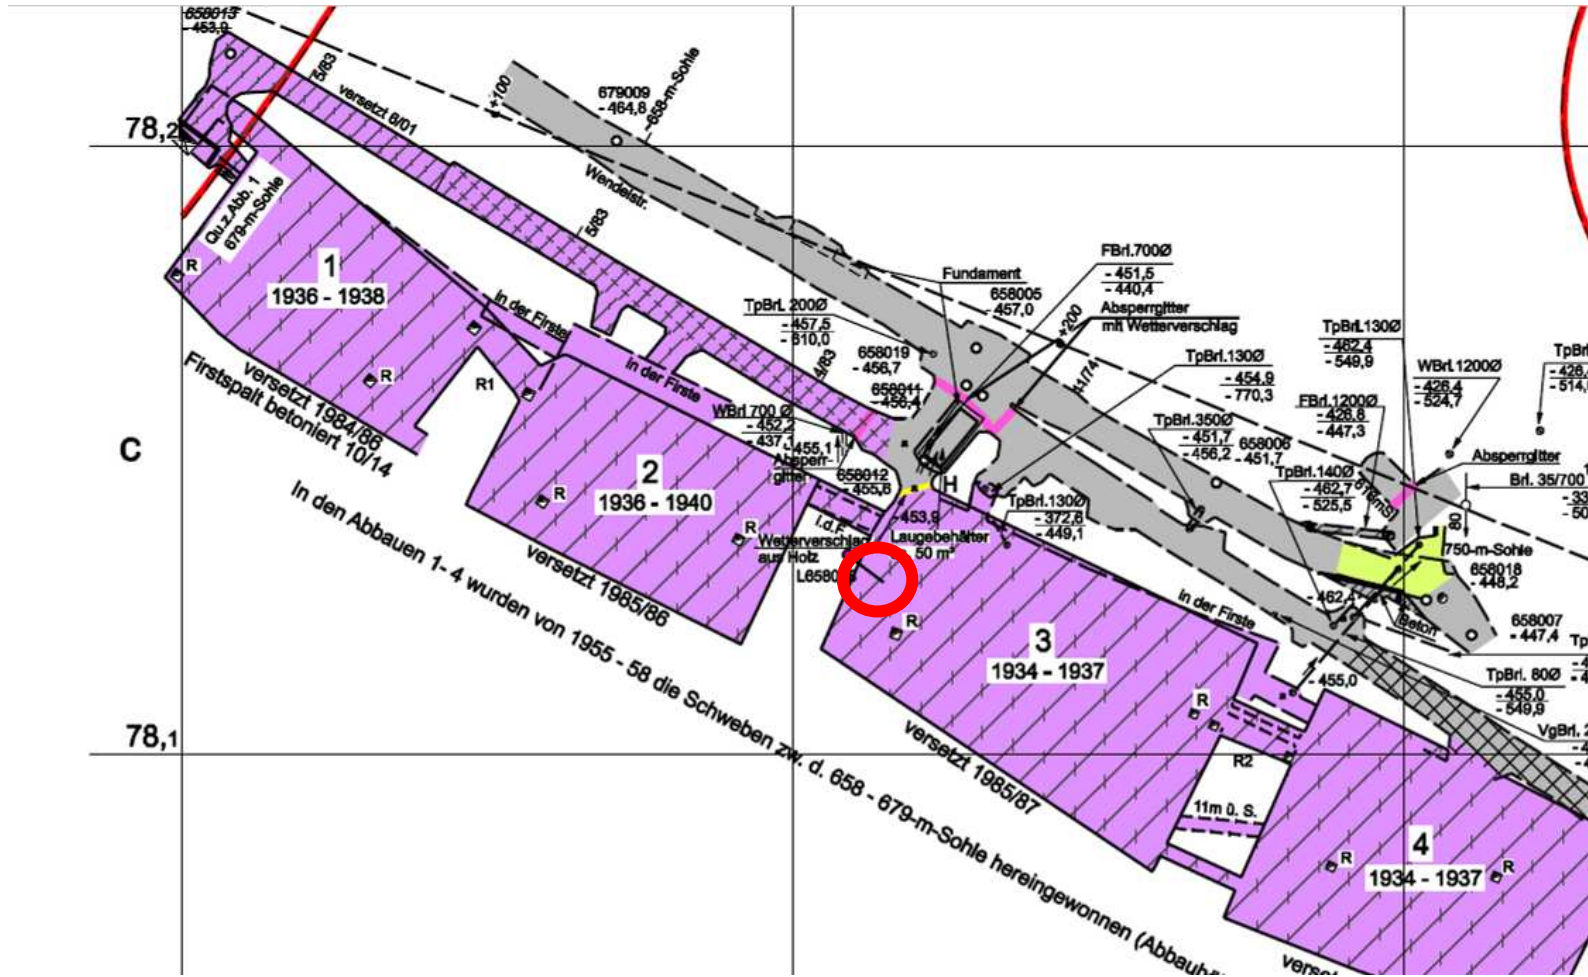 658013
-453,9
5/83
versetzt 6/01
+100
679009
-464,8
-658-m-Sohle
78,2
Wendelstr.
5/83
Qu.z.Abb. 1
679-m-Sohle
R
1
1936 - 1938
in der Firste
in der Firste
R
R1
versetzt 1984/86
Firstspalt betoniert 10/14
Fundament
658005
-457,0
FBrl.700Ø
-451,5
-440,4
+200
Absperrgitter
mit Wetterverschlag
TpBrl. 200Ø
-457,5
-610,0
4/83
658019
-456,7
658011
-456,4
11/74
TpBrl.130Ø
-454,9
-770,3
TpBrl.130Ø
-462,4
-549,9
WBrl.1200Ø
-426,4
-524,7
FBrl.1200Ø
-426,8
-447,3
TpBrl.350Ø
-451,7
-456,2
658006
-451,7
TpBrl.140Ø
-462,7
-525,5
Absperrgitter
Brl. 35/700
C
WBrl 700 Ø
-452,2
-437,1
-455,1
Absperr-
gitter
658012
-455,6
H
2
1936 - 1940
R
R
i.d.F.
-453,9
Wetterverschlag
aus Holz
Laugebehälter
50 m³
TpBrl.130Ø
-372,6
-449,1
80
750-m-Sohle
658018
-448,2
-462,4
Beton
658007
-447,4
versetzt 1985/86
In den Abbauen 1- 4 wurden von 1955 - 58 die Schweben zw. d. 658 - 679-m-Sohle hereingewonnen
R
3
1934 - 1937
in der Firste
-455,0
TpBrl. 80Ø
-455,0
-549,9
R
R2
78,1
versetzt 1985/87
11m ü. S.
4
1934 - 1937
R
R